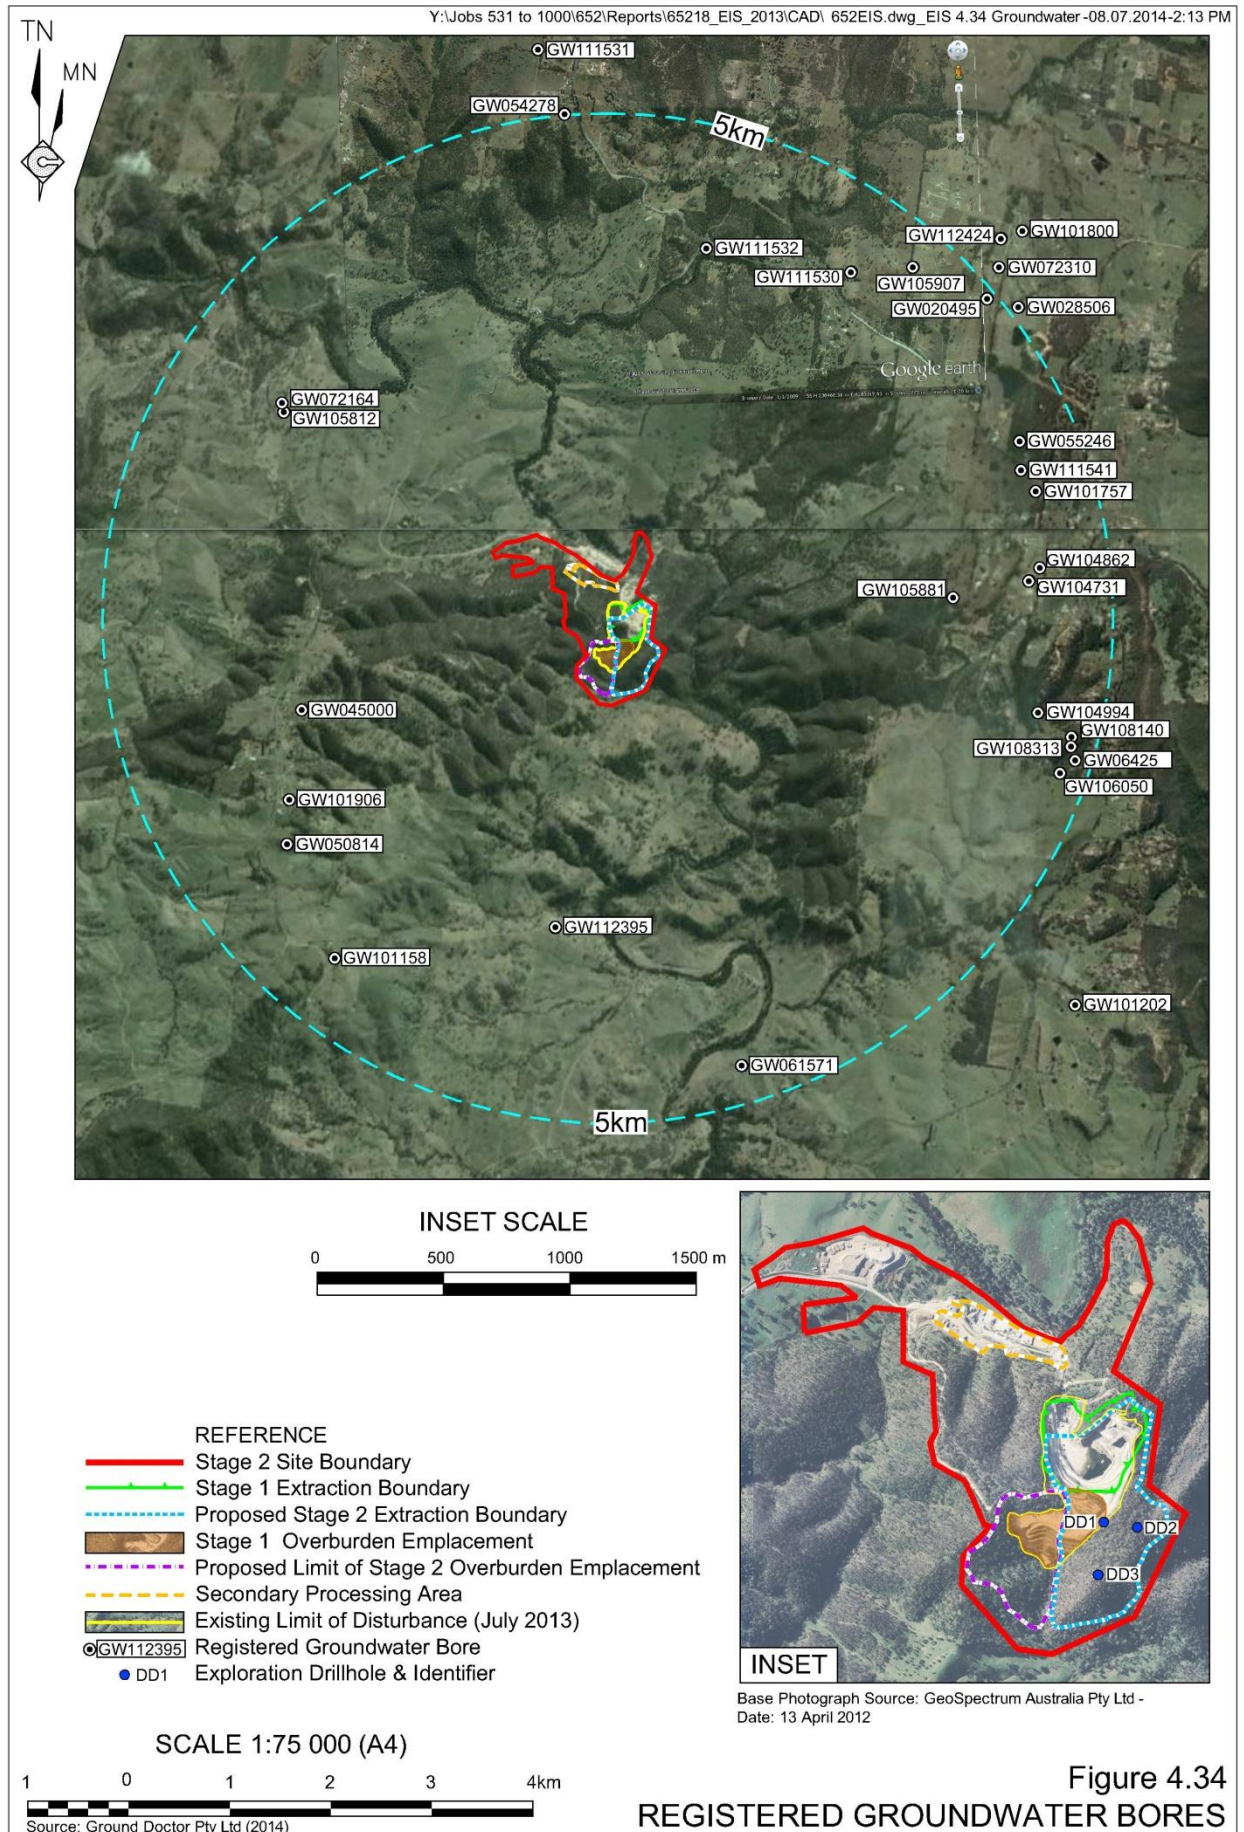 Y:\Jobs 531 to 1000\652\Reports\65218_EIS_2013\CAD\ 652EIS.dwg_EIS 4.34 Groundwater -08.07.2014-2:13 PM
TN
MN
GW111531
GW054278
5km
GW111532
GW112424
GW101800
GW111530
GW105907
GW072310
GW020495
GW028506
Google earth
GW072164
GW105812
GW055246
GW111541
GW101757
GW104862
GW105881
GW104731
GW045000
GW104994
GW108140
GW108313
GW06425
GW106050
GW101906
GW050814
GW112395
GW101158
GW101202
GW061571
5km
INSET SCALE
0 500 1000 1500 m
REFERENCE
Stage 2 Site Boundary
Stage 1 Extraction Boundary
Proposed Stage 2 Extraction Boundary
Stage 1 Overburden Emplacement
Proposed Limit of Stage 2 Overburden Emplacement
Secondary Processing Area
Existing Limit of Disturbance (July 2013)
GW112395 Registered Groundwater Bore
DD1 Exploration Drillhole & Identifier
DD1
DD2
DD3
INSET
Base Photograph Source: GeoSpectrum Australia Pty Ltd -
Date: 13 April 2012
SCALE 1:75 000 (A4)
1 0 1 2 3 4km
Source: Ground Doctor Pty Ltd (2014)
Figure 4.34
REGISTERED GROUNDWATER BORES